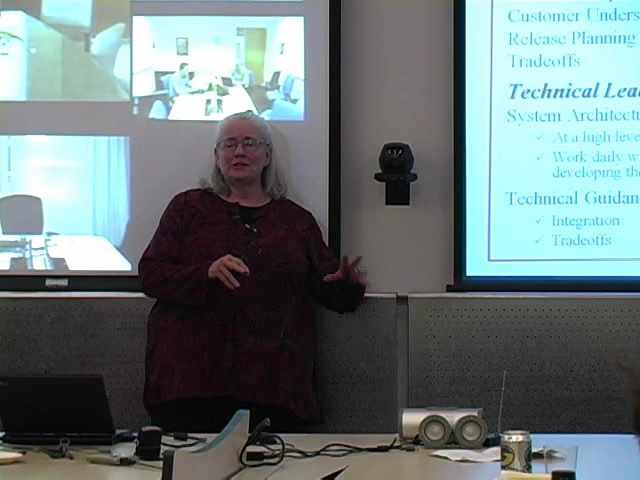 Customer Unders
Release Planning
Tradeoffs
Technical Lea
System Architectu
✓ At a high leve
✓ Work daily w
developing the
Technical Guidan
✓ Integration
✓ Tradeoffs